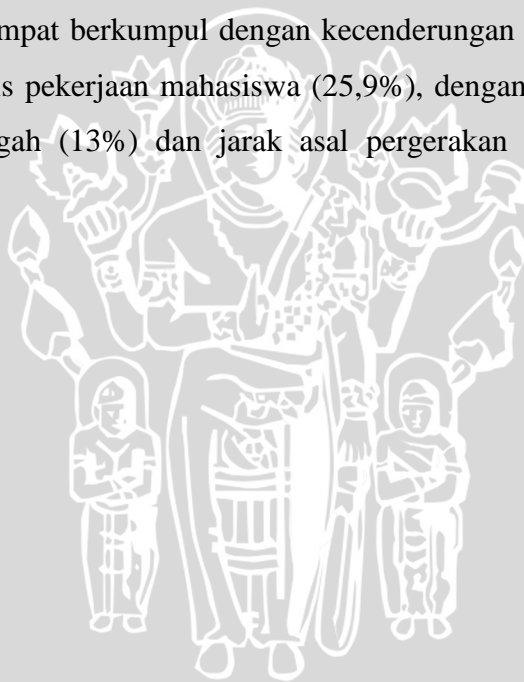 mpat berkumpul dengan kecenderungan
s pekerjaan mahasiswa (25,9%), dengan
gah (13%) dan jarak asal pergerakan